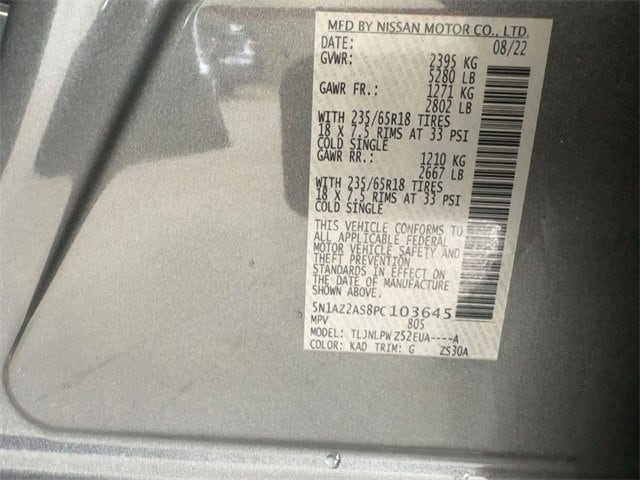 MFD BY NISSAN MOTOR CO., LTD.
DATE: 08/22
GVWR: 2395 KG
5280 LB
GAWR FR.: 1271 KG
2802 LB
WITH 235/65R18 TIRES
18 X 7.5 RIMS AT 33 PSI
COLD SINGLE
GAWR RR.: 1210 KG
2667 LB
WITH 235/65R18 TIRES
18 X 7.5 RIMS AT 33 PSI
COLD SINGLE
THIS VEHICLE CONFORMS TO
ALL APPLICABLE FEDERAL
MOTOR VEHICLE SAFETY AND
THEFT PREVENTION
STANDARDS IN EFFECT ON
THE DATE OF MANUFACTURE
SHOWN ABOVE.
5N1AZ2AS8PC103645
MPV 805
MODEL: TLJNLPW Z52EUA----A
COLOR: KAD TRIM: G ZS30A